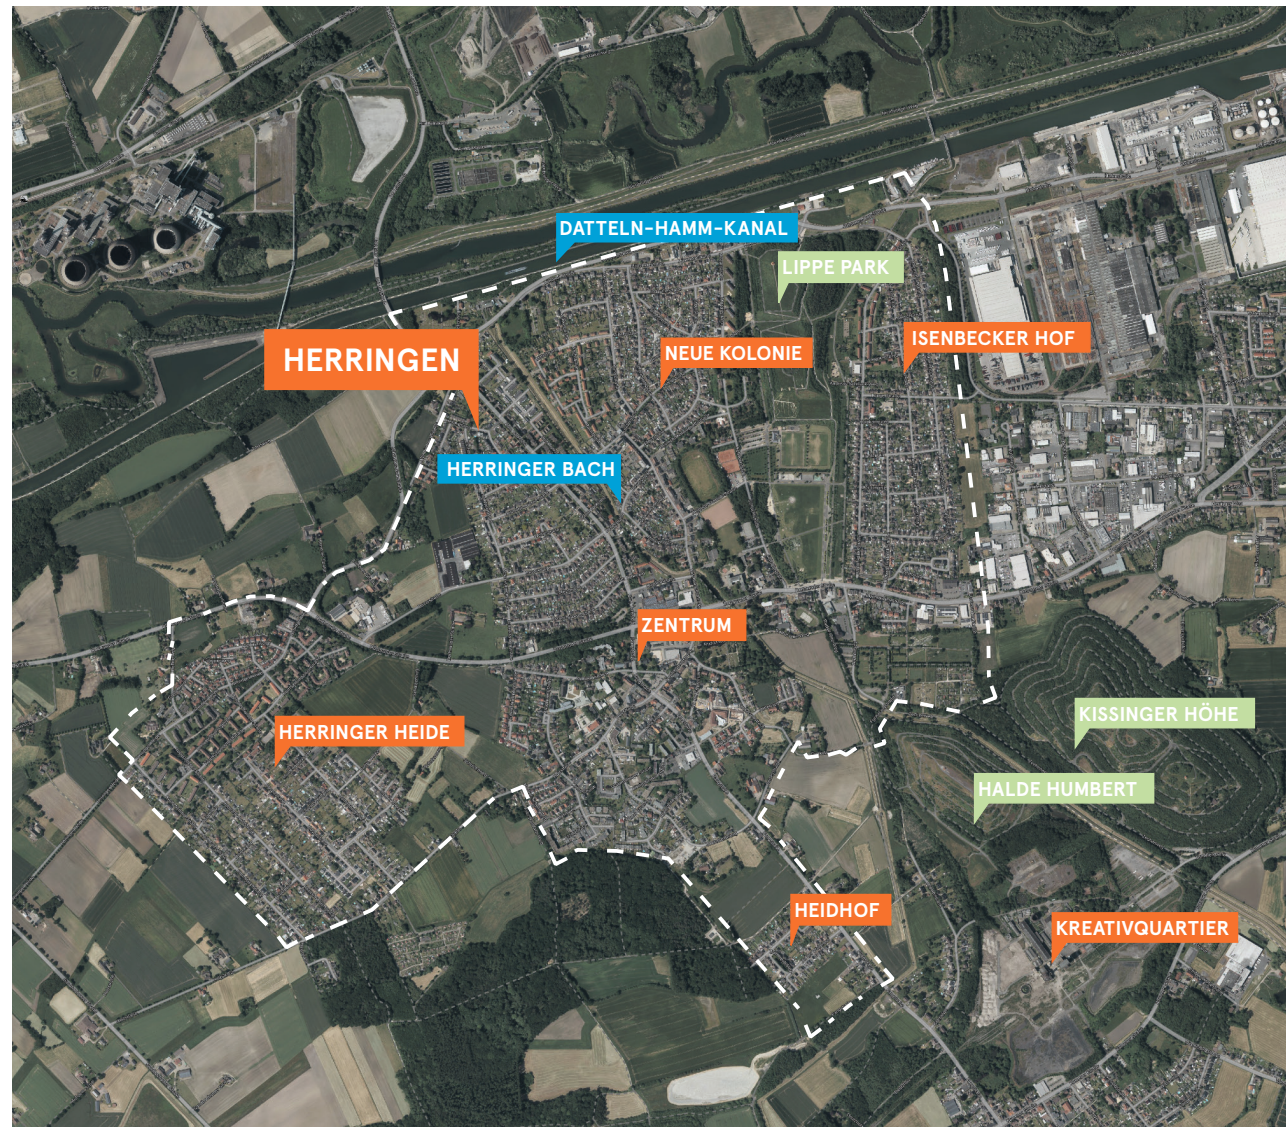 DATTELN-HAMM-KANAL
LIPPE PARK
ISENBECKER HOF
HERRINGEN
NEUE KOLONIE
HERRINGER BACH
ZENTRUM
KISSINGER HÖHE
HERRINGER HEIDE
HALDE HUMBERT
HEIDHOF
KREATIVQUARTIER